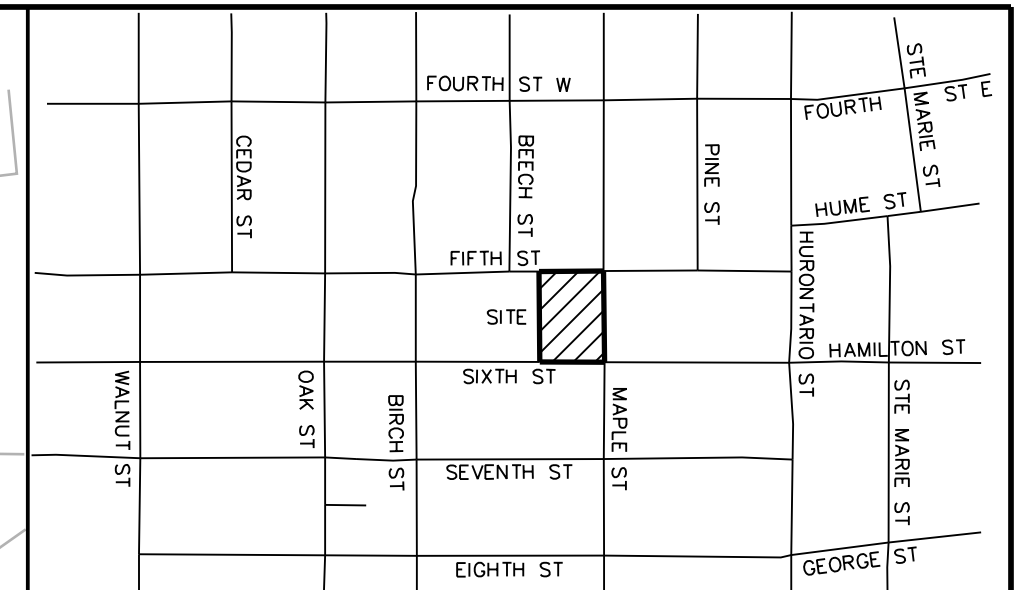 FOURTH ST W
FOURTH ST E
STE MARIE ST
CEDAR ST
BEECH ST
PINE ST
HUME ST
FIFTH ST
HURONTARIO ST
SITE
HAMILTON ST
SIXTH ST
WALNUT ST
OAK ST
BIRCH ST
MAPLE ST
STE MARIE ST
SEVENTH ST
EIGHTH ST
GEORGE ST